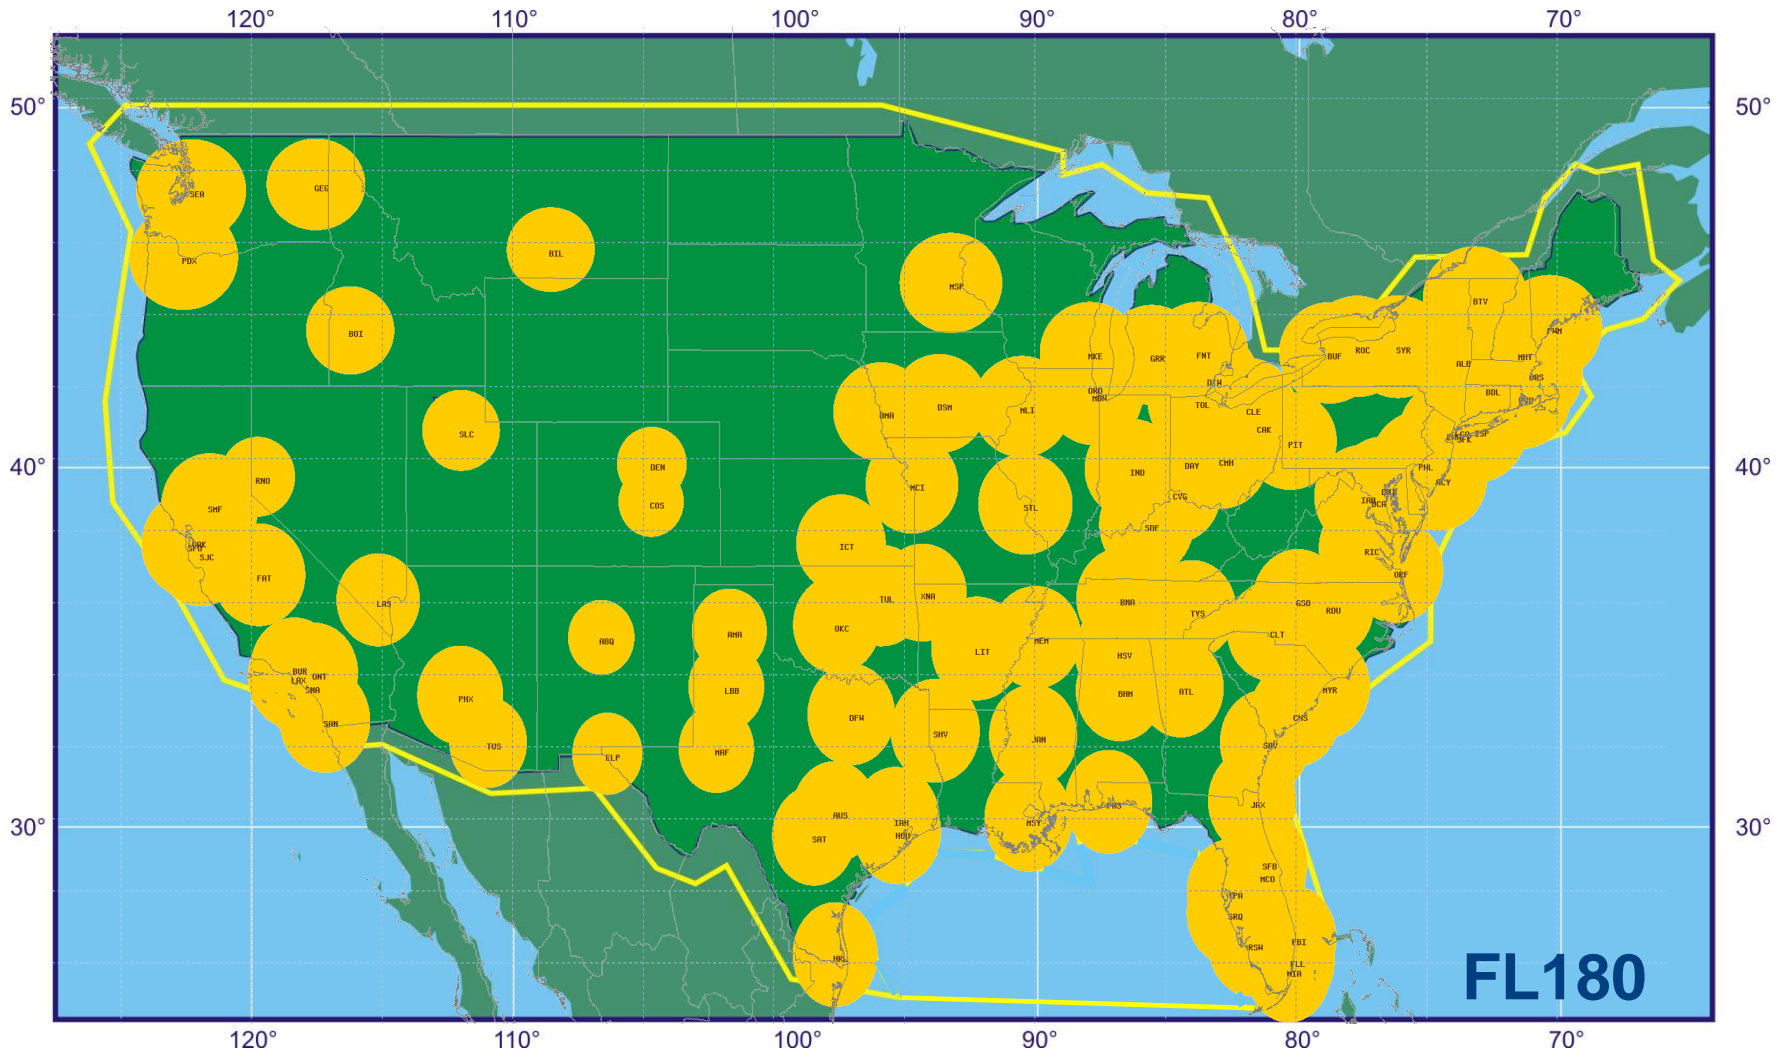 120° 110° 100° 90° 80° 70°
50° 50°
SEA GEG
PDX BIL
MSP BTV
BOI PWM
MKE GRR FNT BUF ROC SYR MHT
ALB
DTW BOS
ORD BDL
MDW
SLC OMA DSM MLI TOL CLE ISP
JFK
CAK PIT
40° 40°
RNO DEN MCI IND DAY CMH PHL
ACY
SMF COS STL CVG IAD BWI
DCA
SDF
OAK
SFO SJC ICT RIC
FAT ORF
LAS TUL XNA BNA TYS GSO RDU
ABQ AMA OKC MEM CLT
BUR ONT LIT HSV
LAX SNA
PHX LBB BHM ATL MYR
SAN DFW CHS
TUS MAF SHV JAN SAV
ELP
AUS PNS JAX
30° IAH MSY 30°
SAT HOU
SFB
MCO
TPA
SRQ
RSW PBI
HRL FLL
MIA
FL180
120° 110° 100° 90° 80° 70°